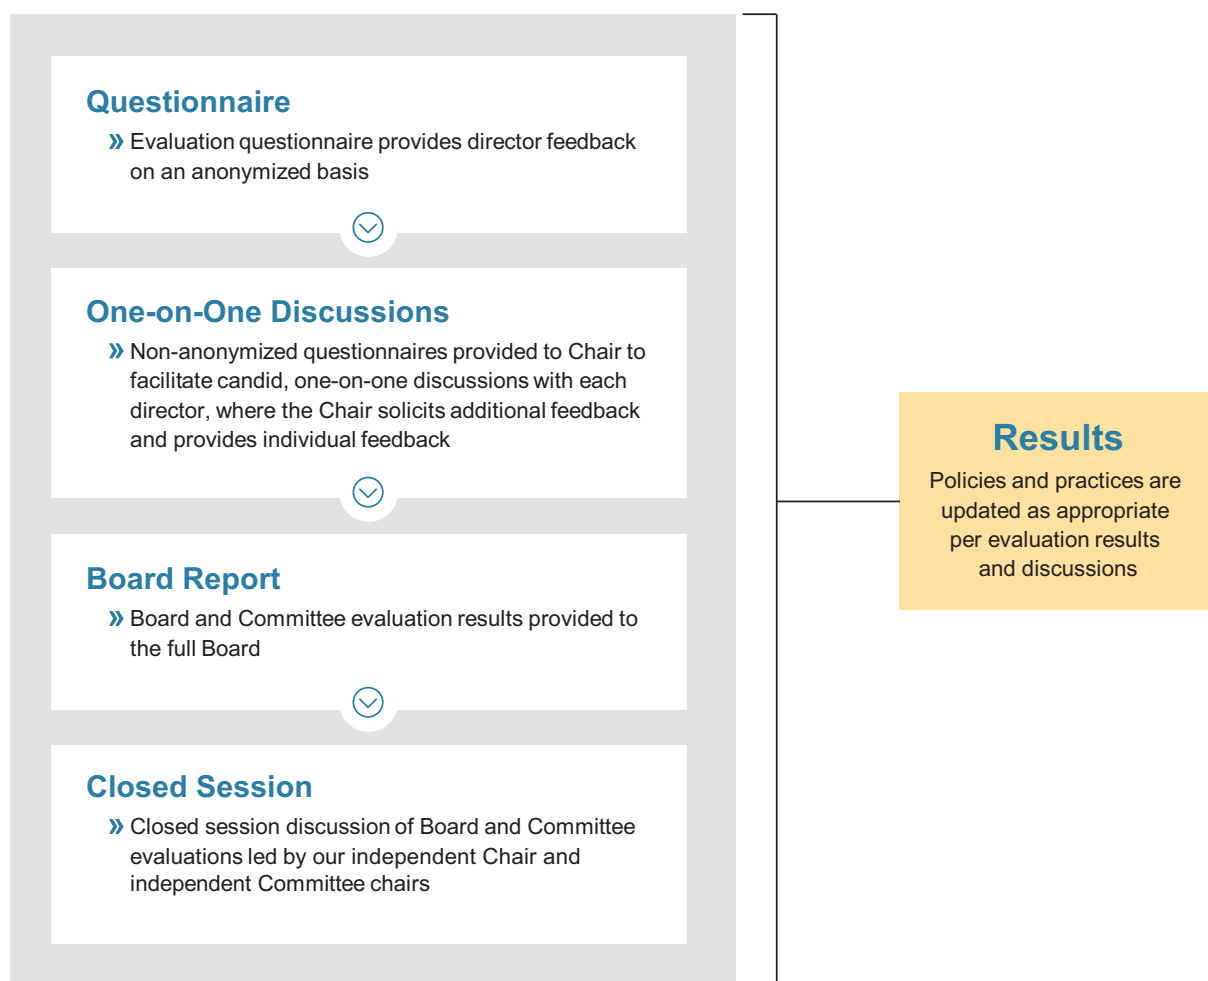 Questionnaire
» Evaluation questionnaire provides director feedback
on an anonymized basis
One-on-One Discussions
» Non-anonymized questionnaires provided to Chair to
facilitate candid, one-on-one discussions with each
director, where the Chair solicits additional feedback
and provides individual feedback
Board Report
» Board and Committee evaluation results provided to
the full Board
Closed Session
» Closed session discussion of Board and Committee
evaluations led by our independent Chair and
independent Committee chairs
Results
Policies and practices are
updated as appropriate
per evaluation results
and discussions